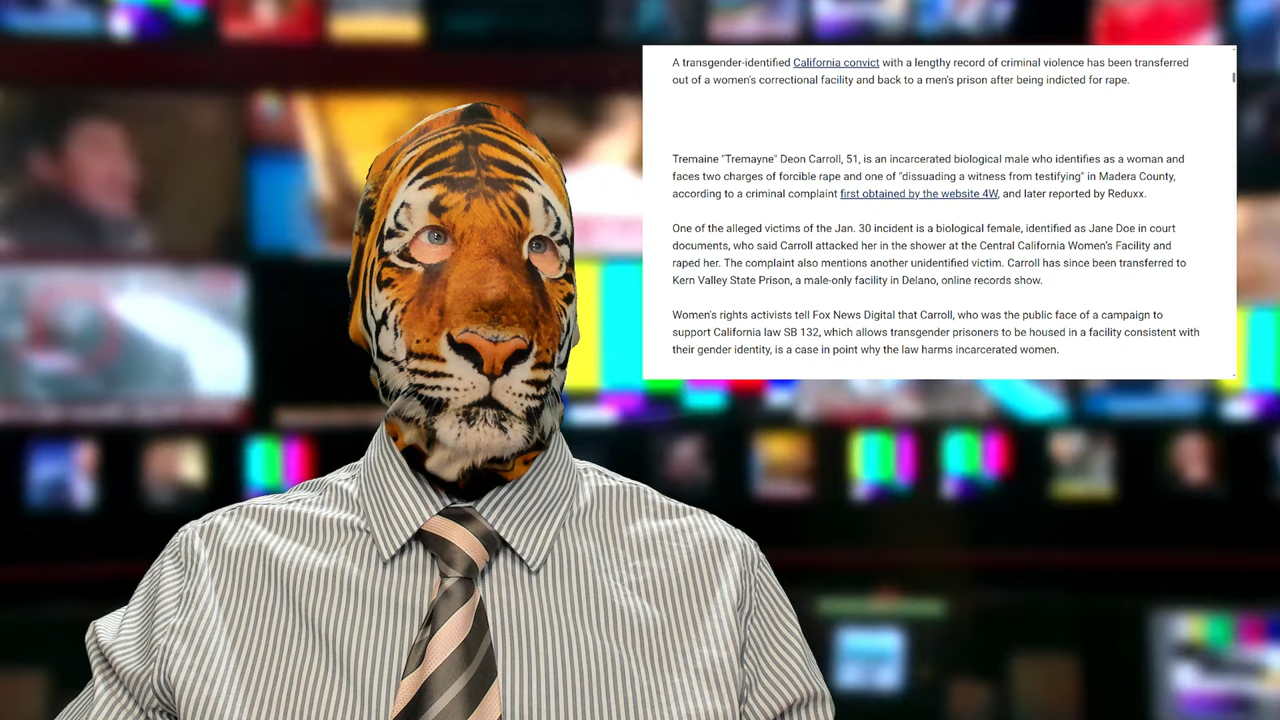 A transgender-identified California convict with a lengthy record of criminal violence has been transferred
out of a women's correctional facility and back to a men's prison after being indicted for rape.
Tremaine "Tremayne" Deon Carroll, 51, is an incarcerated biological male who identifies as a woman and
faces two charges of forcible rape and one of "dissuading a witness from testifying" in Madera County,
according to a criminal complaint first obtained by the website 4W, and later reported by Reduxx.
One of the alleged victims of the Jan. 30 incident is a biological female, identified as Jane Doe in court
documents, who said Carroll attacked her in the shower at the Central California Women's Facility and
raped her. The complaint also mentions another unidentified victim. Carroll has since been transferred to
Kern Valley State Prison, a male-only facility in Delano, online records show.
Women's rights activists tell Fox News Digital that Carroll, who was the public face of a campaign to
support California law SB 132, which allows transgender prisoners to be housed in a facility consistent with
their gender identity, is a case in point why the law harms incarcerated women.